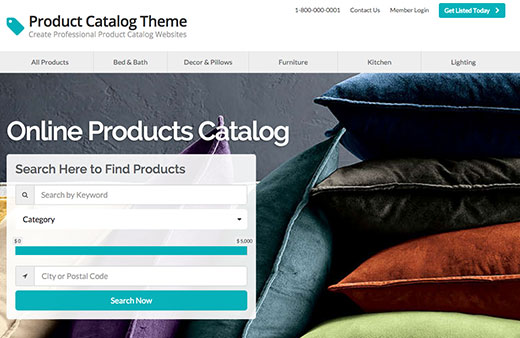 1-800-000-0001 Contact Us Member Login Get Listed Today
Product Catalog Theme
Create Professional Product Catalog Websites
All Products Bed & Bath Decor & Pillows Furniture Kitchen Lighting
Online Products Catalog
Search Here to Find Products
Search by Keyword
Category
$ 0 $ 5,000
City or Postal Code
Search Now